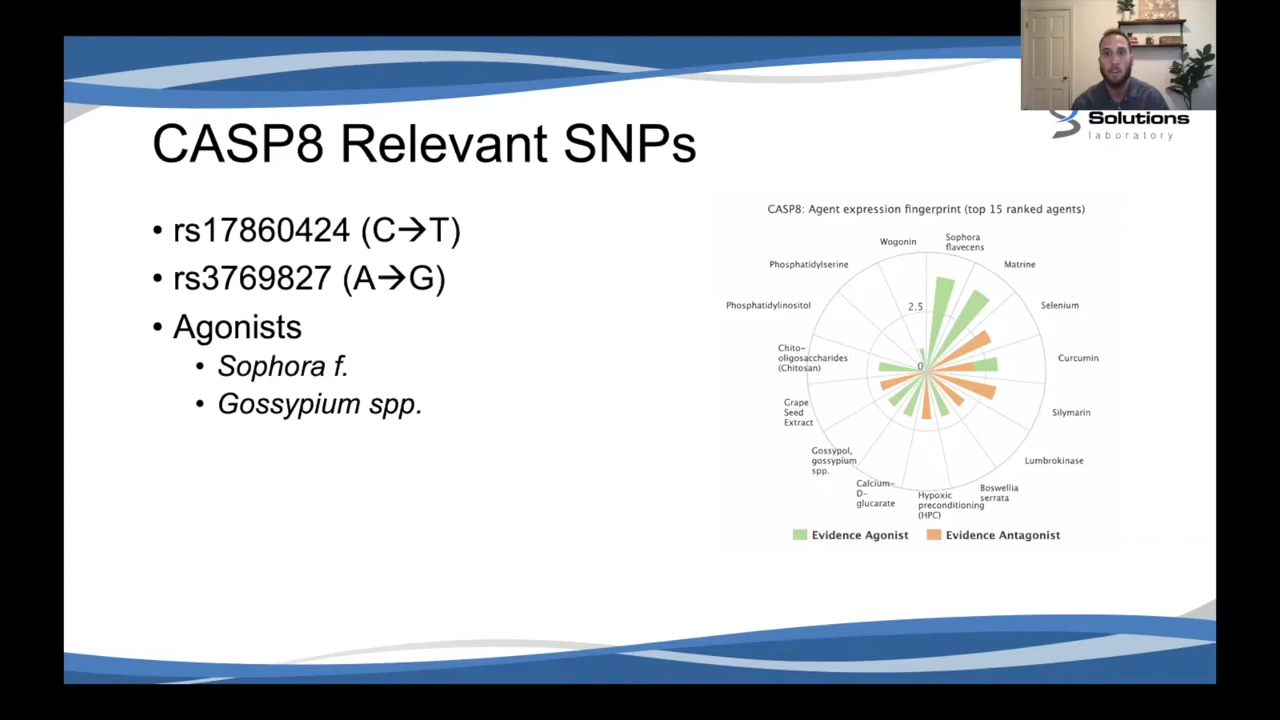 CASP8 Relevant SNPs
Solutions
laboratory
• rs17860424 (C→T)
• rs3769827 (A→G)
• Agonists
• Sophora f.
• Gossypium spp.
CASP8: Agent expression fingerprint (top 15 ranked agents)
Sophora
flavecens
Matrine
Selenium
Curcumin
Silymarin
Lumbrokinase
Boswellia
serrata
Hypoxic
preconditioning
(HPC)
Calcium-
D-
glucarate
Gossypol,
gossypium
spp.
Grape
Seed
Extract
Chito-
oligosaccharides
(Chitosan)
Phosphatidylinositol
Phosphatidylserine
Wogonin
2.5
0
Evidence Agonist
Evidence Antagonist